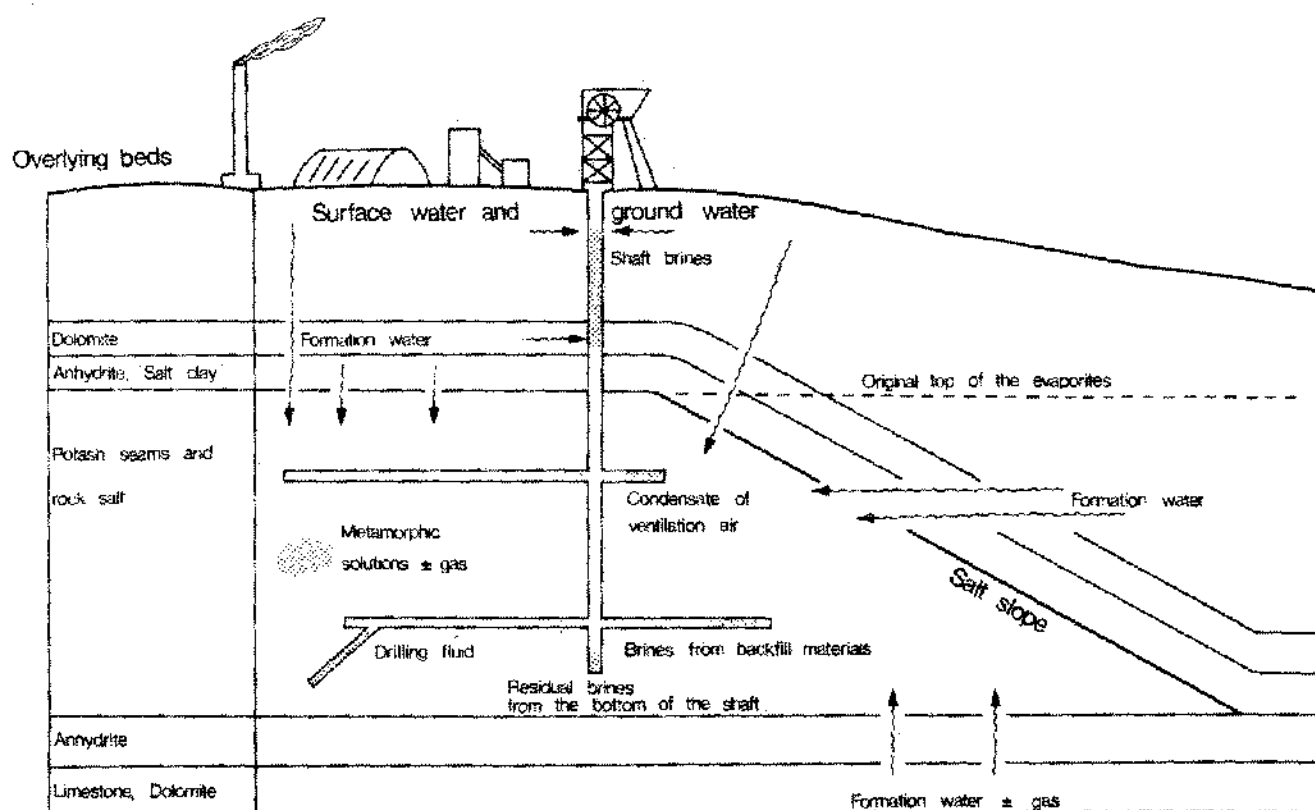 Overlying beds
Surface water and ground water
Shaft brines
Dolomite
Formation water
Anhydrite, Salt clay
Original top of the evaporites
Potash seams and
rock salt
Condensate of
ventilation air
Formation water
Metamorphic
solutions ± gas
Salt slope
Drilling fluid
Brines from backfill materials
Residual brines
from the bottom of the shaft
Anhydrite
Limestone, Dolomite
Formation water ± gas